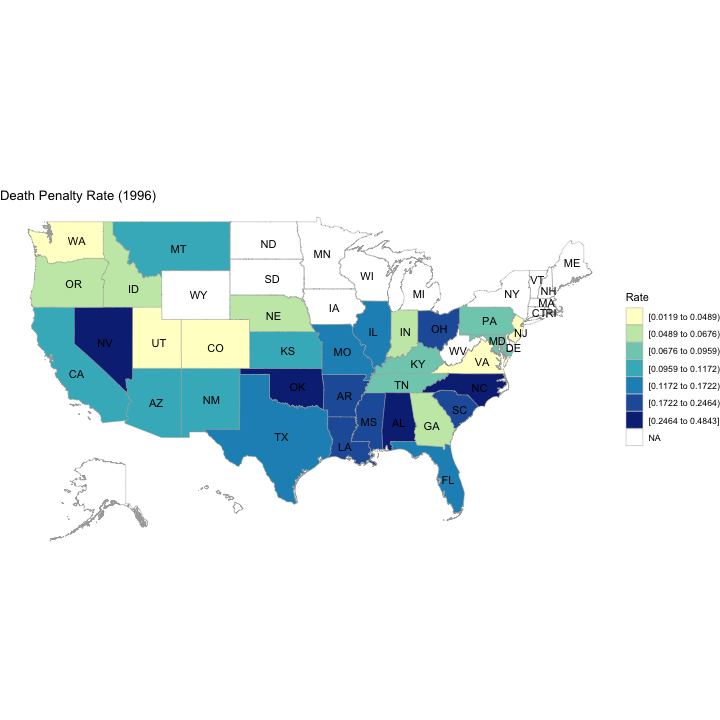 Death Penalty Rate (1996)
WA
MT
ND
MN
ME
OR
ID
WY
SD
WI
MI
NY
VT
NH
MA
CT
RI
NV
UT
CO
NE
IA
IL
IN
OH
PA
NJ
MD
DE
CA
AZ
NM
KS
MO
KY
WV
VA
OK
AR
TN
NC
TX
LA
MS
AL
GA
SC
FL
Rate
[0.0119 to 0.0489)
[0.0489 to 0.0676)
[0.0676 to 0.0959)
[0.0959 to 0.1172)
[0.1172 to 0.1722)
[0.1722 to 0.2464)
[0.2464 to 0.4843]
NA